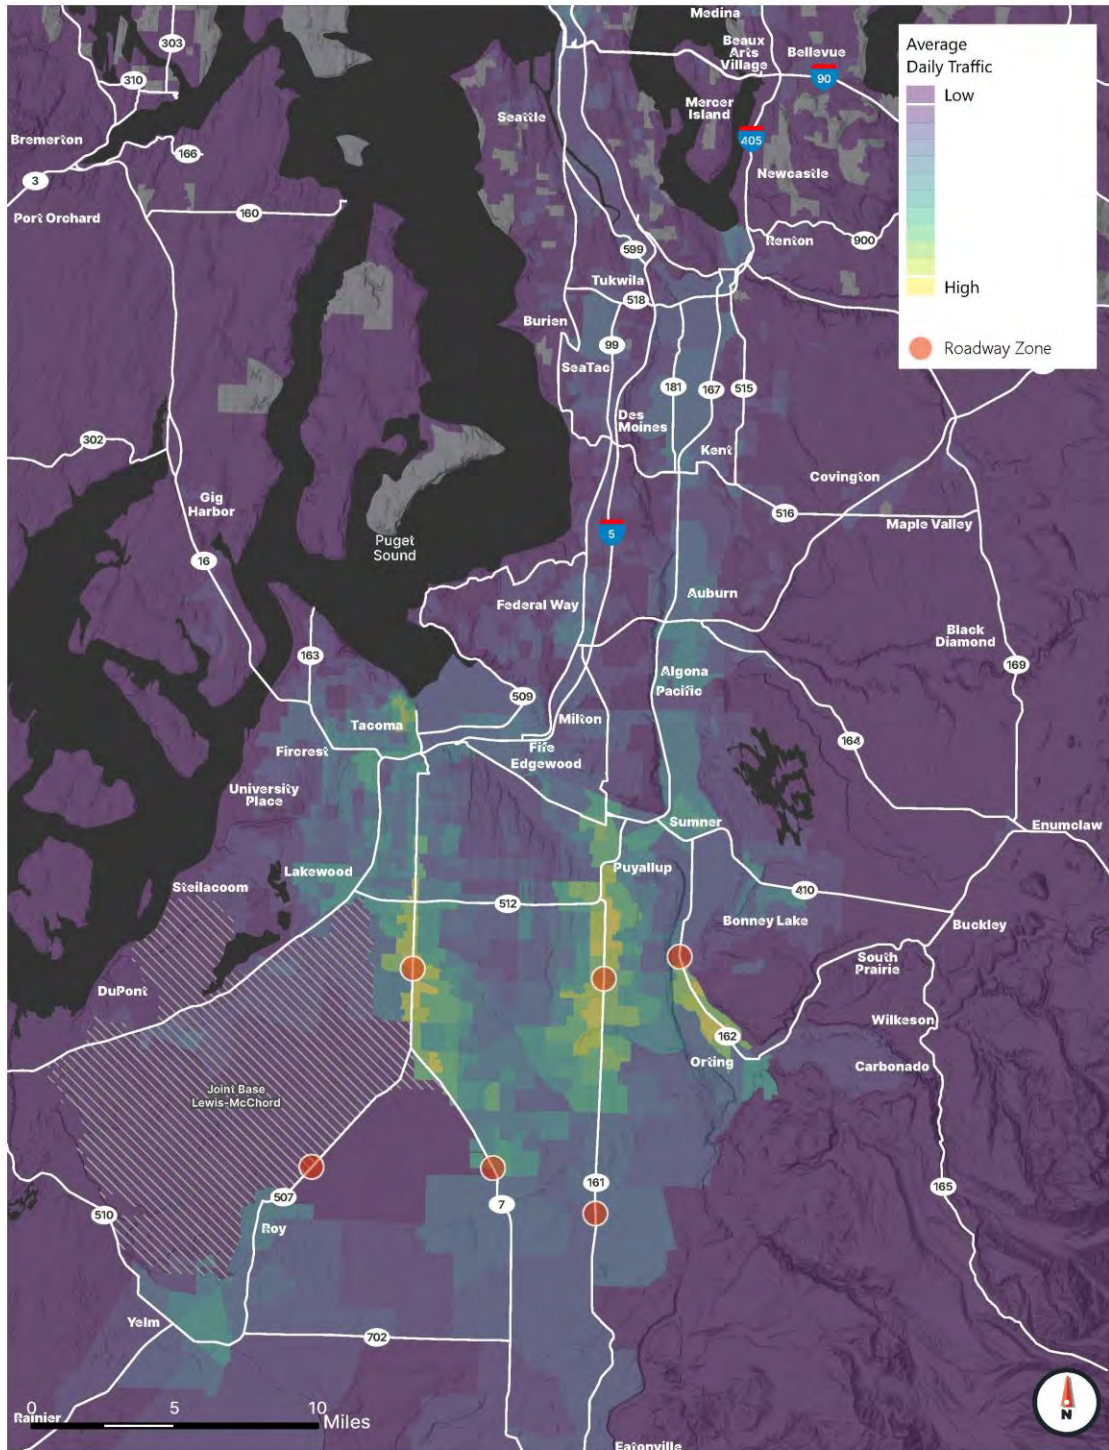 Medina
303
Beaux
Arts
Village
Bellevue
Average
Daily Traffic
Low
High
Roadway Zone
310
90
Mercer
Island
Seattle
405
Bremerton
166
Newcastle
3
Port Orchard
160
Renton
900
599
Tukwila
518
Burien
99
SeaTac
181
167
515
Des
Moines
302
Kent
Covington
Gig
Harbor
516
Maple Valley
5
Puget
Sound
16
Auburn
Federal Way
Black
Diamond
163
Algona
169
Pacific
509
Tacoma
Milton
164
Fircrest
Fife
Edgewood
University
Place
Sumner
Enumclaw
Lakewood
Puyallup
Steilacoom
410
512
Bonney Lake
Buckley
South
Prairie
DuPont
Wilkeson
162
Orting
Carbonado
Joint Base
Lewis-McChord
161
165
507
7
510
Roy
Yelm
702
0
5
10
Miles
N
Rainier
Eatonville